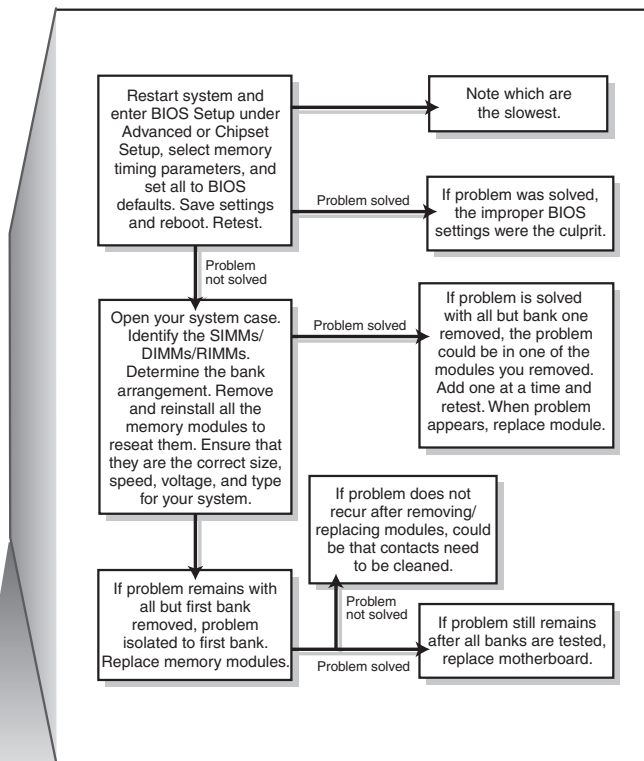 Restart system and
enter BIOS Setup under
Advanced or Chipset
Setup, select memory
timing parameters, and
set all to BIOS
defaults. Save settings
and reboot. Retest.
Note which are
the slowest.
Problem solved
If problem was solved,
the improper BIOS
settings were the culprit.
Problem
not solved
Open your system case.
Identify the SIMMs/
DIMMs/RIMMs.
Determine the bank
arrangement. Remove
and reinstall all the
memory modules to
reseat them. Ensure that
they are the correct size,
speed, voltage, and type
for your system.
Problem solved
If problem is solved
with all but bank one
removed, the problem
could be in one of the
modules you removed.
Add one at a time and
retest. When problem
appears, replace module.
If problem does not
recur after removing/
replacing modules, could
be that contacts need
to be cleaned.
If problem remains with
all but first bank
removed, problem
isolated to first bank.
Replace memory modules.
Problem
not solved
Problem solved
If problem still remains
after all banks are tested,
replace motherboard.